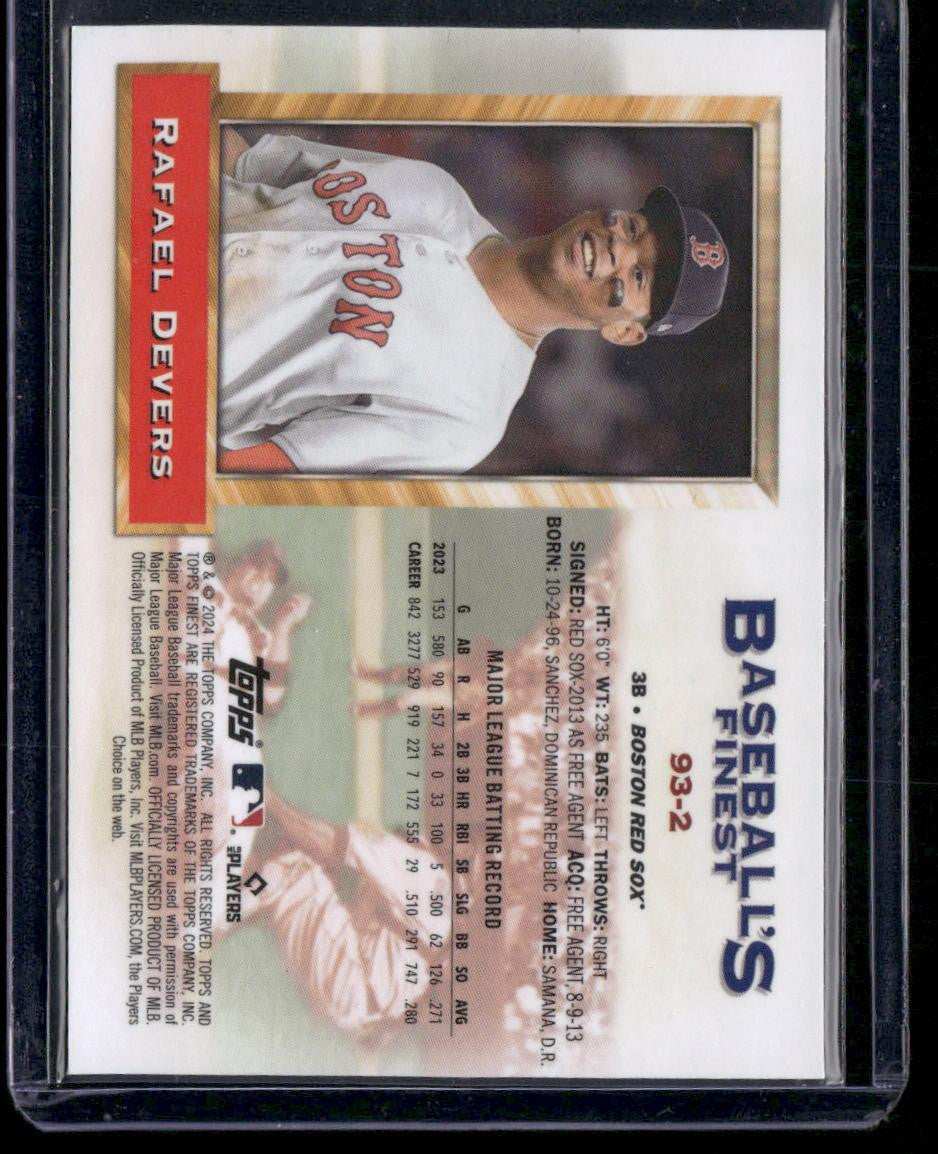 BASEBALL'S
FINEST
93-2
3B • BOSTON RED SOX™
HT: 6'0" WT: 235 BATS: LEFT THROWS: RIGHT
SIGNED: RED SOX-2013 AS FREE AGENT ACQ: FREE AGENT, 8-9-13
BORN: 10-24-96, SANCHEZ, DOMINICAN REPUBLIC HOME: SAMANA, D.R.
MAJOR LEAGUE BATTING RECORD
G AB R H 2B 3B HR RBI SB SLG BB SO AVG
2023 153 580 90 157 34 0 33 100 5 .500 62 126 .271
CAREER 842 3277 529 919 221 7 172 555 29 .510 291 747 .280
B
BOSTON
RAFAEL DEVERS
topps® MLB PLAYERS
® & © 2024 THE TOPPS COMPANY, INC. ALL RIGHTS RESERVED. TOPPS AND
TOPPS FINEST ARE REGISTERED TRADEMARKS OF THE TOPPS COMPANY, INC.
Major League Baseball trademarks and copyrights are used with permission of
Major League Baseball. Visit MLB.com. OFFICIALLY LICENSED PRODUCT OF MLB.
Officially Licensed Product of MLB Players, Inc. Visit MLBPLAYERS.COM, the Players
Choice on the web.